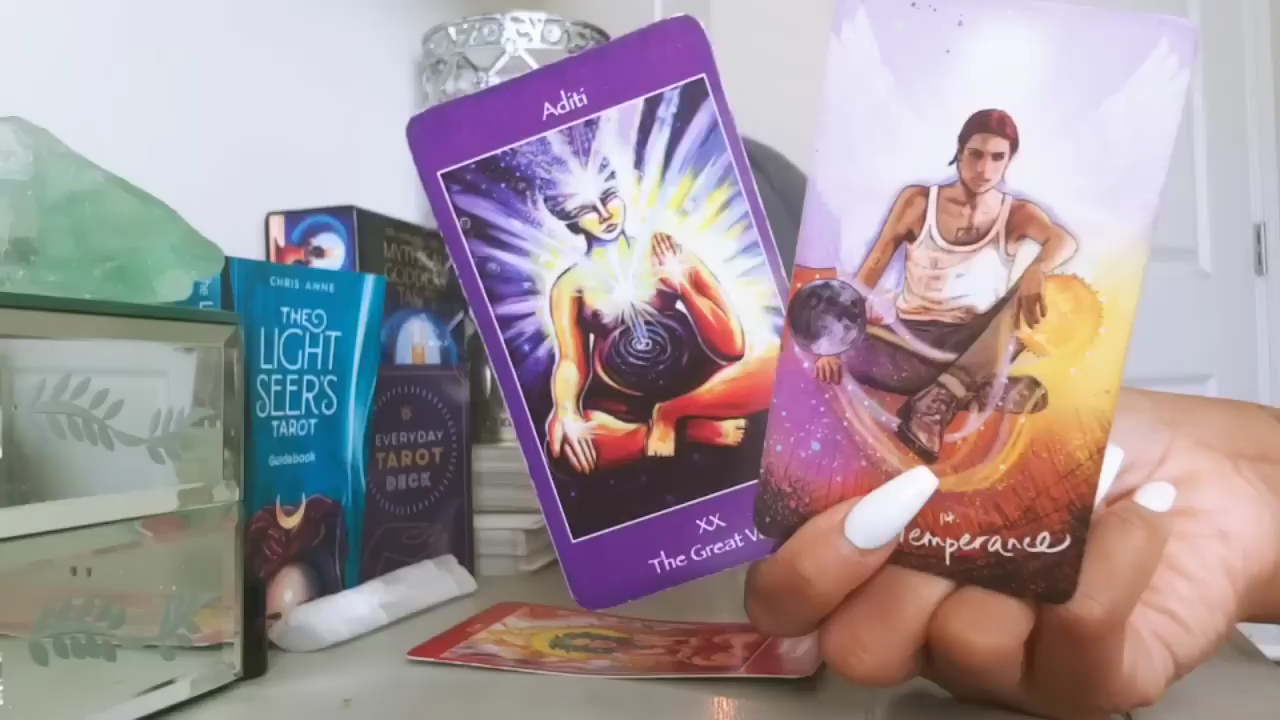 Aditi
XX
The Great
14.
Temperance
CHRIS ANNE
THE
LIGHT
SEER'S
TAROT
Guidebook
EVERYDAY
TAROT
DECK